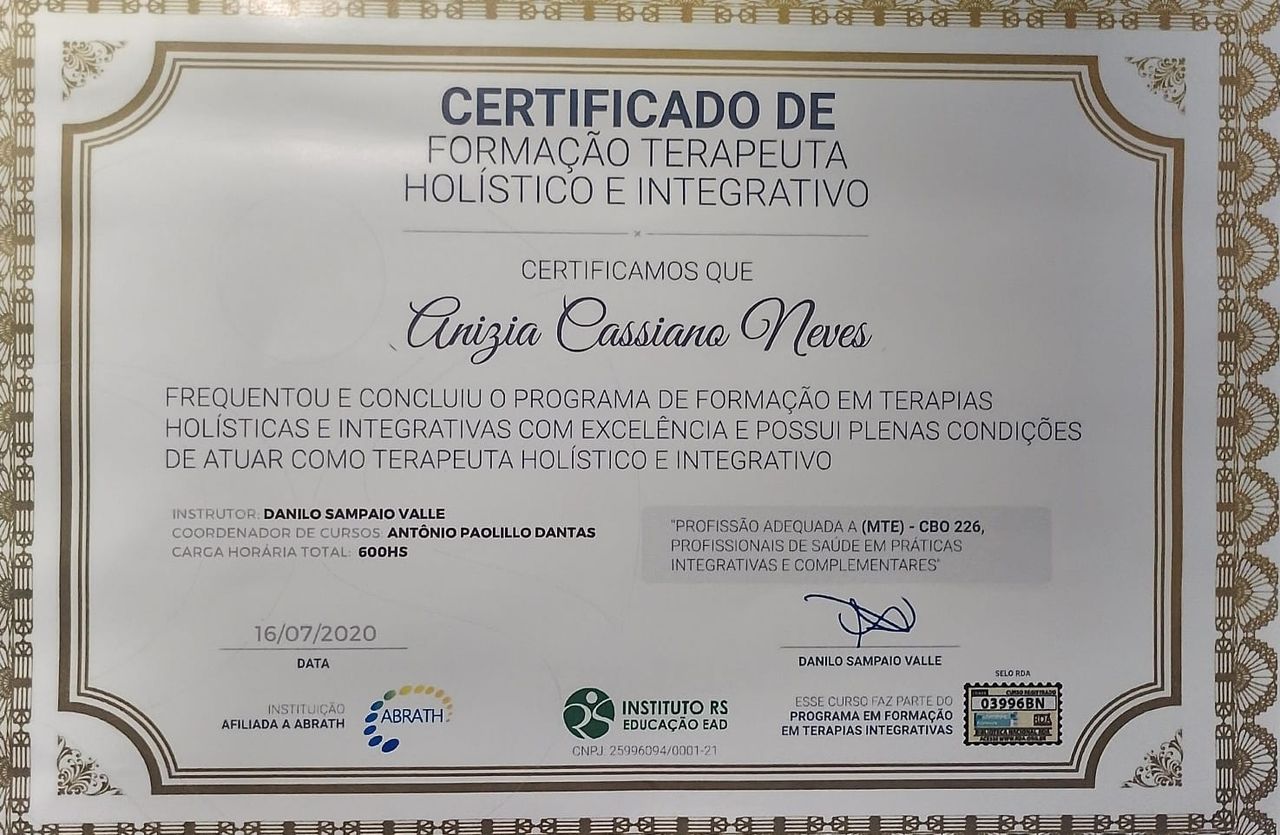 CERTIFICADO DE
FORMAÇÃO TERAPEUTA
HOLÍSTICO E INTEGRATIVO
CERTIFICAMOS QUE
Anizia Cassiano Neves
FREQUENTOU E CONCLUIU O PROGRAMA DE FORMAÇÃO EM TERAPIAS
HOLÍSTICAS E INTEGRATIVAS COM EXCELÊNCIA E POSSUI PLENAS CONDIÇÕES
DE ATUAR COMO TERAPEUTA HOLÍSTICO E INTEGRATIVO
INSTRUTOR: DANILO SAMPAIO VALLE
COORDENADOR DE CURSOS: ANTÔNIO PAOLILLO DANTAS
CARGA HORÁRIA TOTAL: 600HS
"PROFISSÃO ADEQUADA A (MTE) - CBO 226,
PROFISSIONAIS DE SAÚDE EM PRÁTICAS
INTEGRATIVAS E COMPLEMENTARES"
16/07/2020
DATA
DANILO SAMPAIO VALLE
INSTITUIÇÃO
AFILIADA A ABRATH
ABRATH
RS
INSTITUTO RS
EDUCAÇÃO EAD
CNPJ: 25996094/0001-21
ESSE CURSO FAZ PARTE DO
PROGRAMA EM FORMAÇÃO
EM TERAPIAS INTEGRATIVAS
SELO RDA
CURSO REGISTRADO
03996BN
RDA